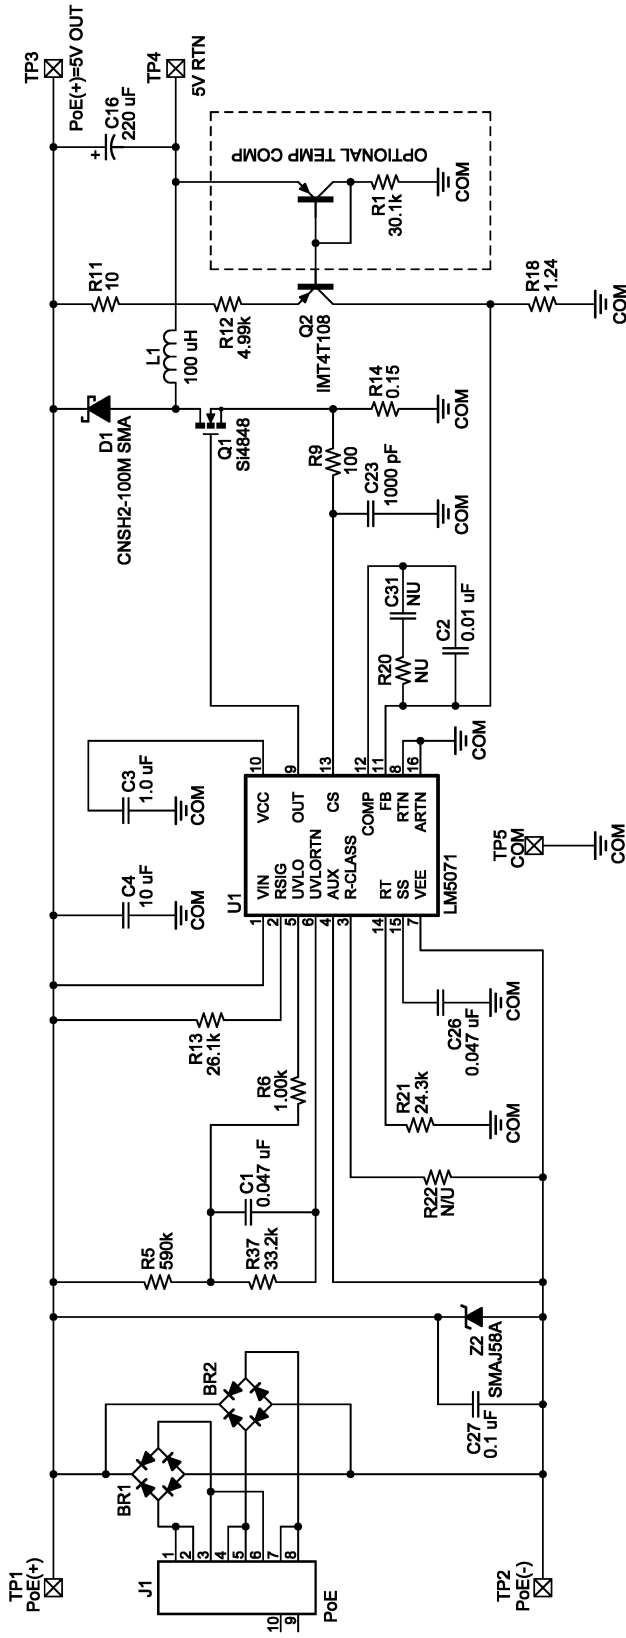 TP1
PoE(+)
TP3
PoE(+)=5V OUT
C16
220 uF
+
TP4
5V RTN
OPTIONAL TEMP COMP
R1
30.1k
COM
R11
10
R12
4.99k
Q2
IMT4T108
R18
1.24
COM
L1
100 uH
D1
CNSH2-100M SMA
Q1
Si4848
R14
0.15
COM
R9
100
C23
1000 pF
COM
C31
NU
R20
NU
C2
0.01 uF
COM
C3
1.0 uF
COM
C4
10 uF
COM
U1
LM5071
VIN
RSIG
UVLO
UVLORTN
AUX
R-CLASS
RT
SS
VEE
1
2
5
6
4
3
14
15
7
VCC
OUT
CS
COMP
FB
RTN
ARTN
10
9
13
12
11
8
16
TP5
COM
COM
R13
26.1k
R6
1.00k
C1
0.047 uF
R5
590k
R37
33.2k
C26
0.047 uF
COM
R21
24.3k
COM
R22
N/U
Z2
SMAJ58A
C27
0.1 uF
BR2
BR1
J1
PoE
1
2
3
4
5
6
7
8
10
9
TP2
PoE(-)